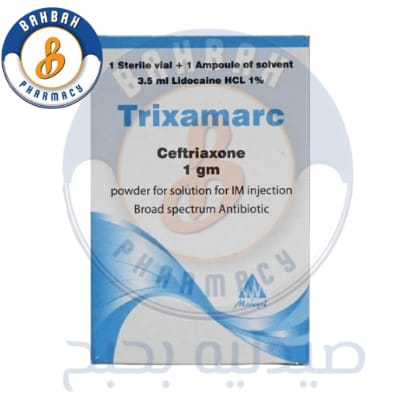 BAHBAH
PHARMACY
1 Sterile vial + 1 Ampoule of solvent
3.5 ml Lidocaine HCL 1%
Trixamarc
Ceftriaxone
1 gm
powder for solution for IM injection
Broad spectrum Antibiotic
BAHBAH
PHARMACY
صيدلية بحبح